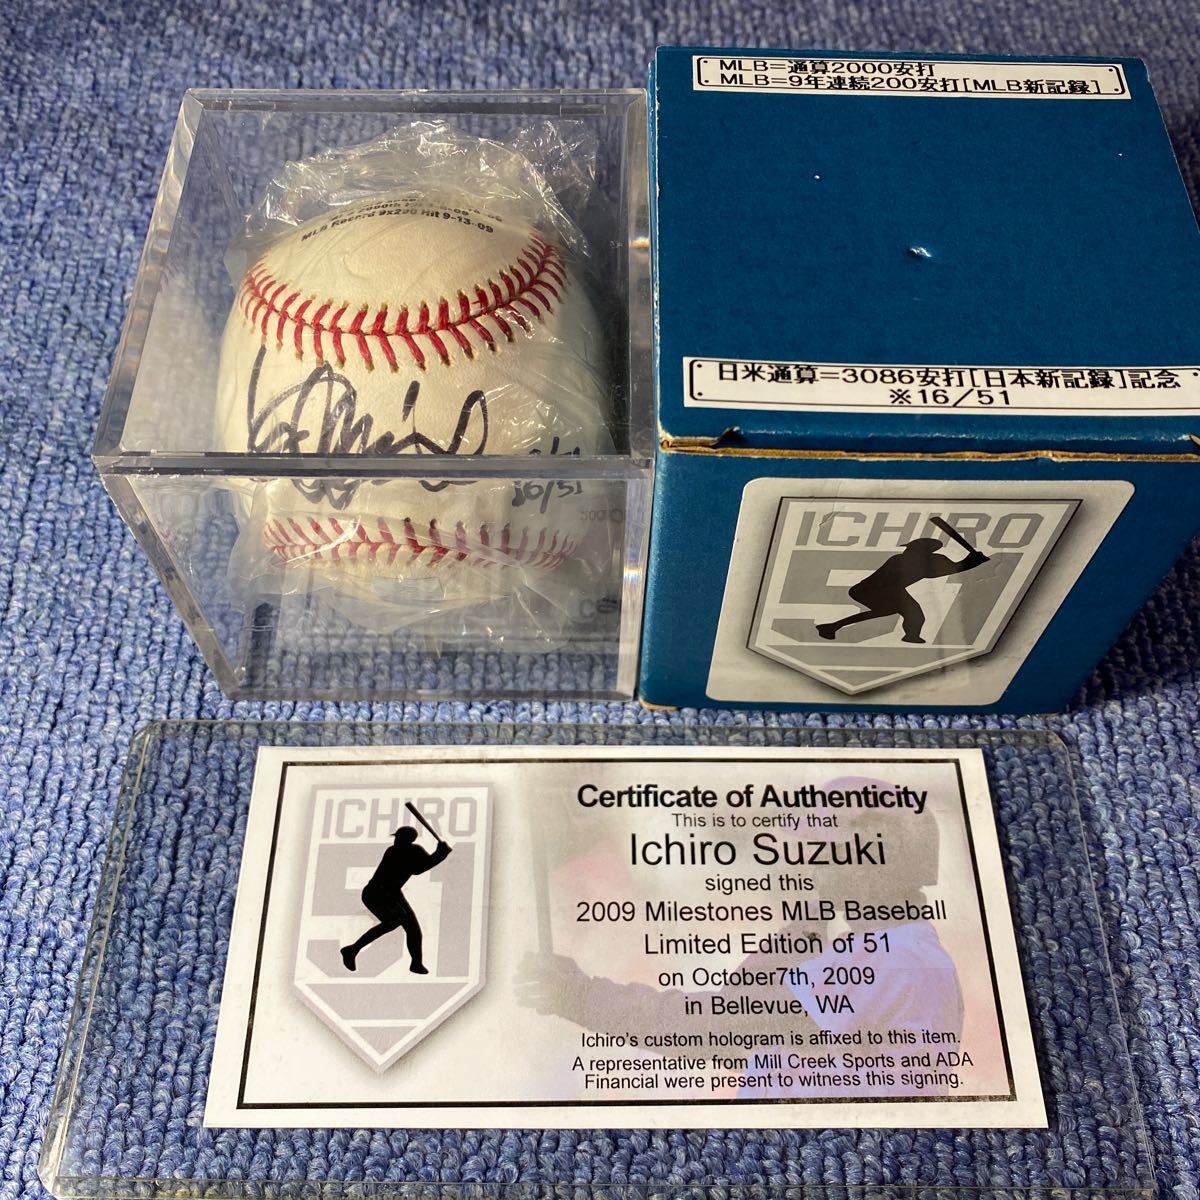 MLB=通算2000安打
MLB=9年連続200安打[MLB新記録]
日米通算=3086安打[日本新記録]記念
※16/51
ICHIRO
51
MLB Record 9x200 Hit 9-13-09
16/51
ICHIRO
51
Certificate of Authenticity
This is to certify that
Ichiro Suzuki
signed this
2009 Milestones MLB Baseball
Limited Edition of 51
on October7th, 2009
in Bellevue, WA
Ichiro's custom hologram is affixed to this item.
A representative from Mill Creek Sports and ADA
Financial were present to witness this signing.